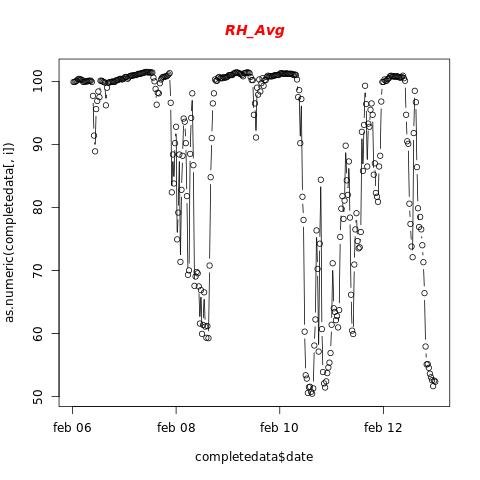 RH_Avg
as.numeric(completedata[, i])
100
90
80
70
60
50
feb 06
feb 08
feb 10
feb 12
completedata$date